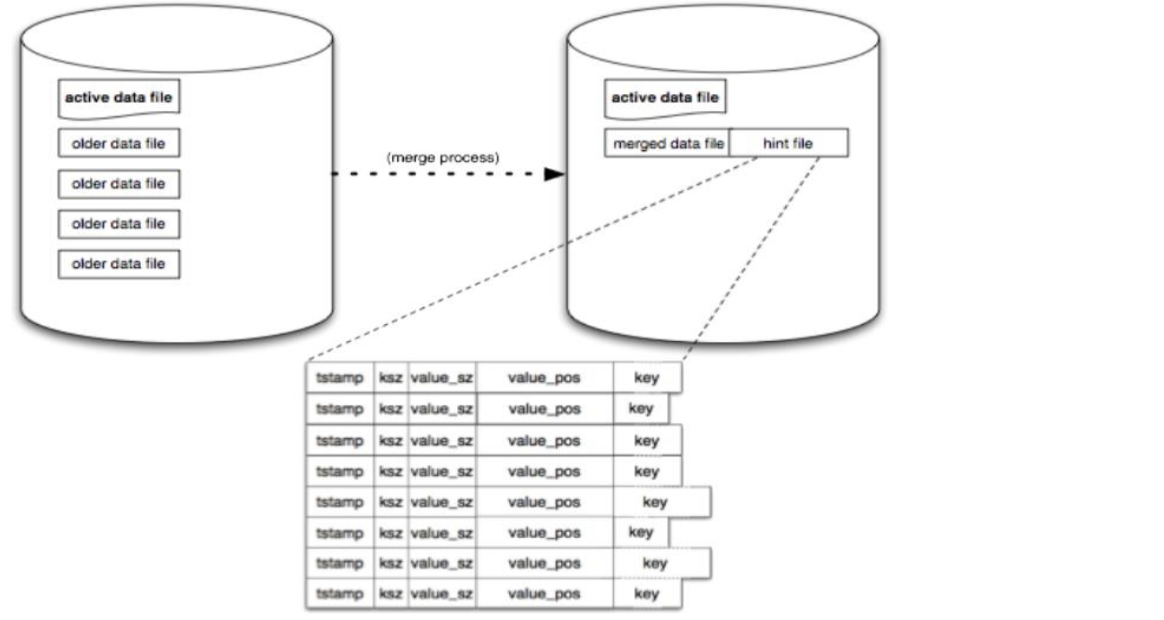 active data file
older data file
older data file
older data file
older data file
(merge process)
active data file
merged data file hint file
tstamp ksz value_sz value_pos key
tstamp ksz value_sz value_pos key
tstamp ksz value_sz value_pos key
tstamp ksz value_sz value_pos key
tstamp ksz value_sz value_pos key
tstamp ksz value_sz value_pos key
tstamp ksz value_sz value_pos key
tstamp ksz value_sz value_pos key